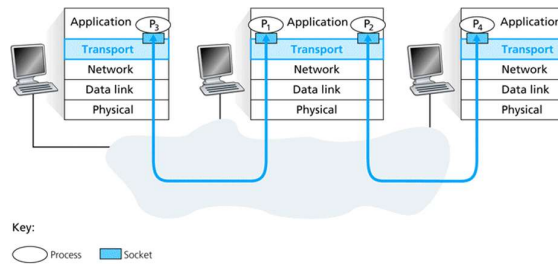 Application P3
Transport
Network
Data link
Physical
P1 Application P2
Transport
Network
Data link
Physical
P4 Application
Transport
Network
Data link
Physical
Key:
Process Socket